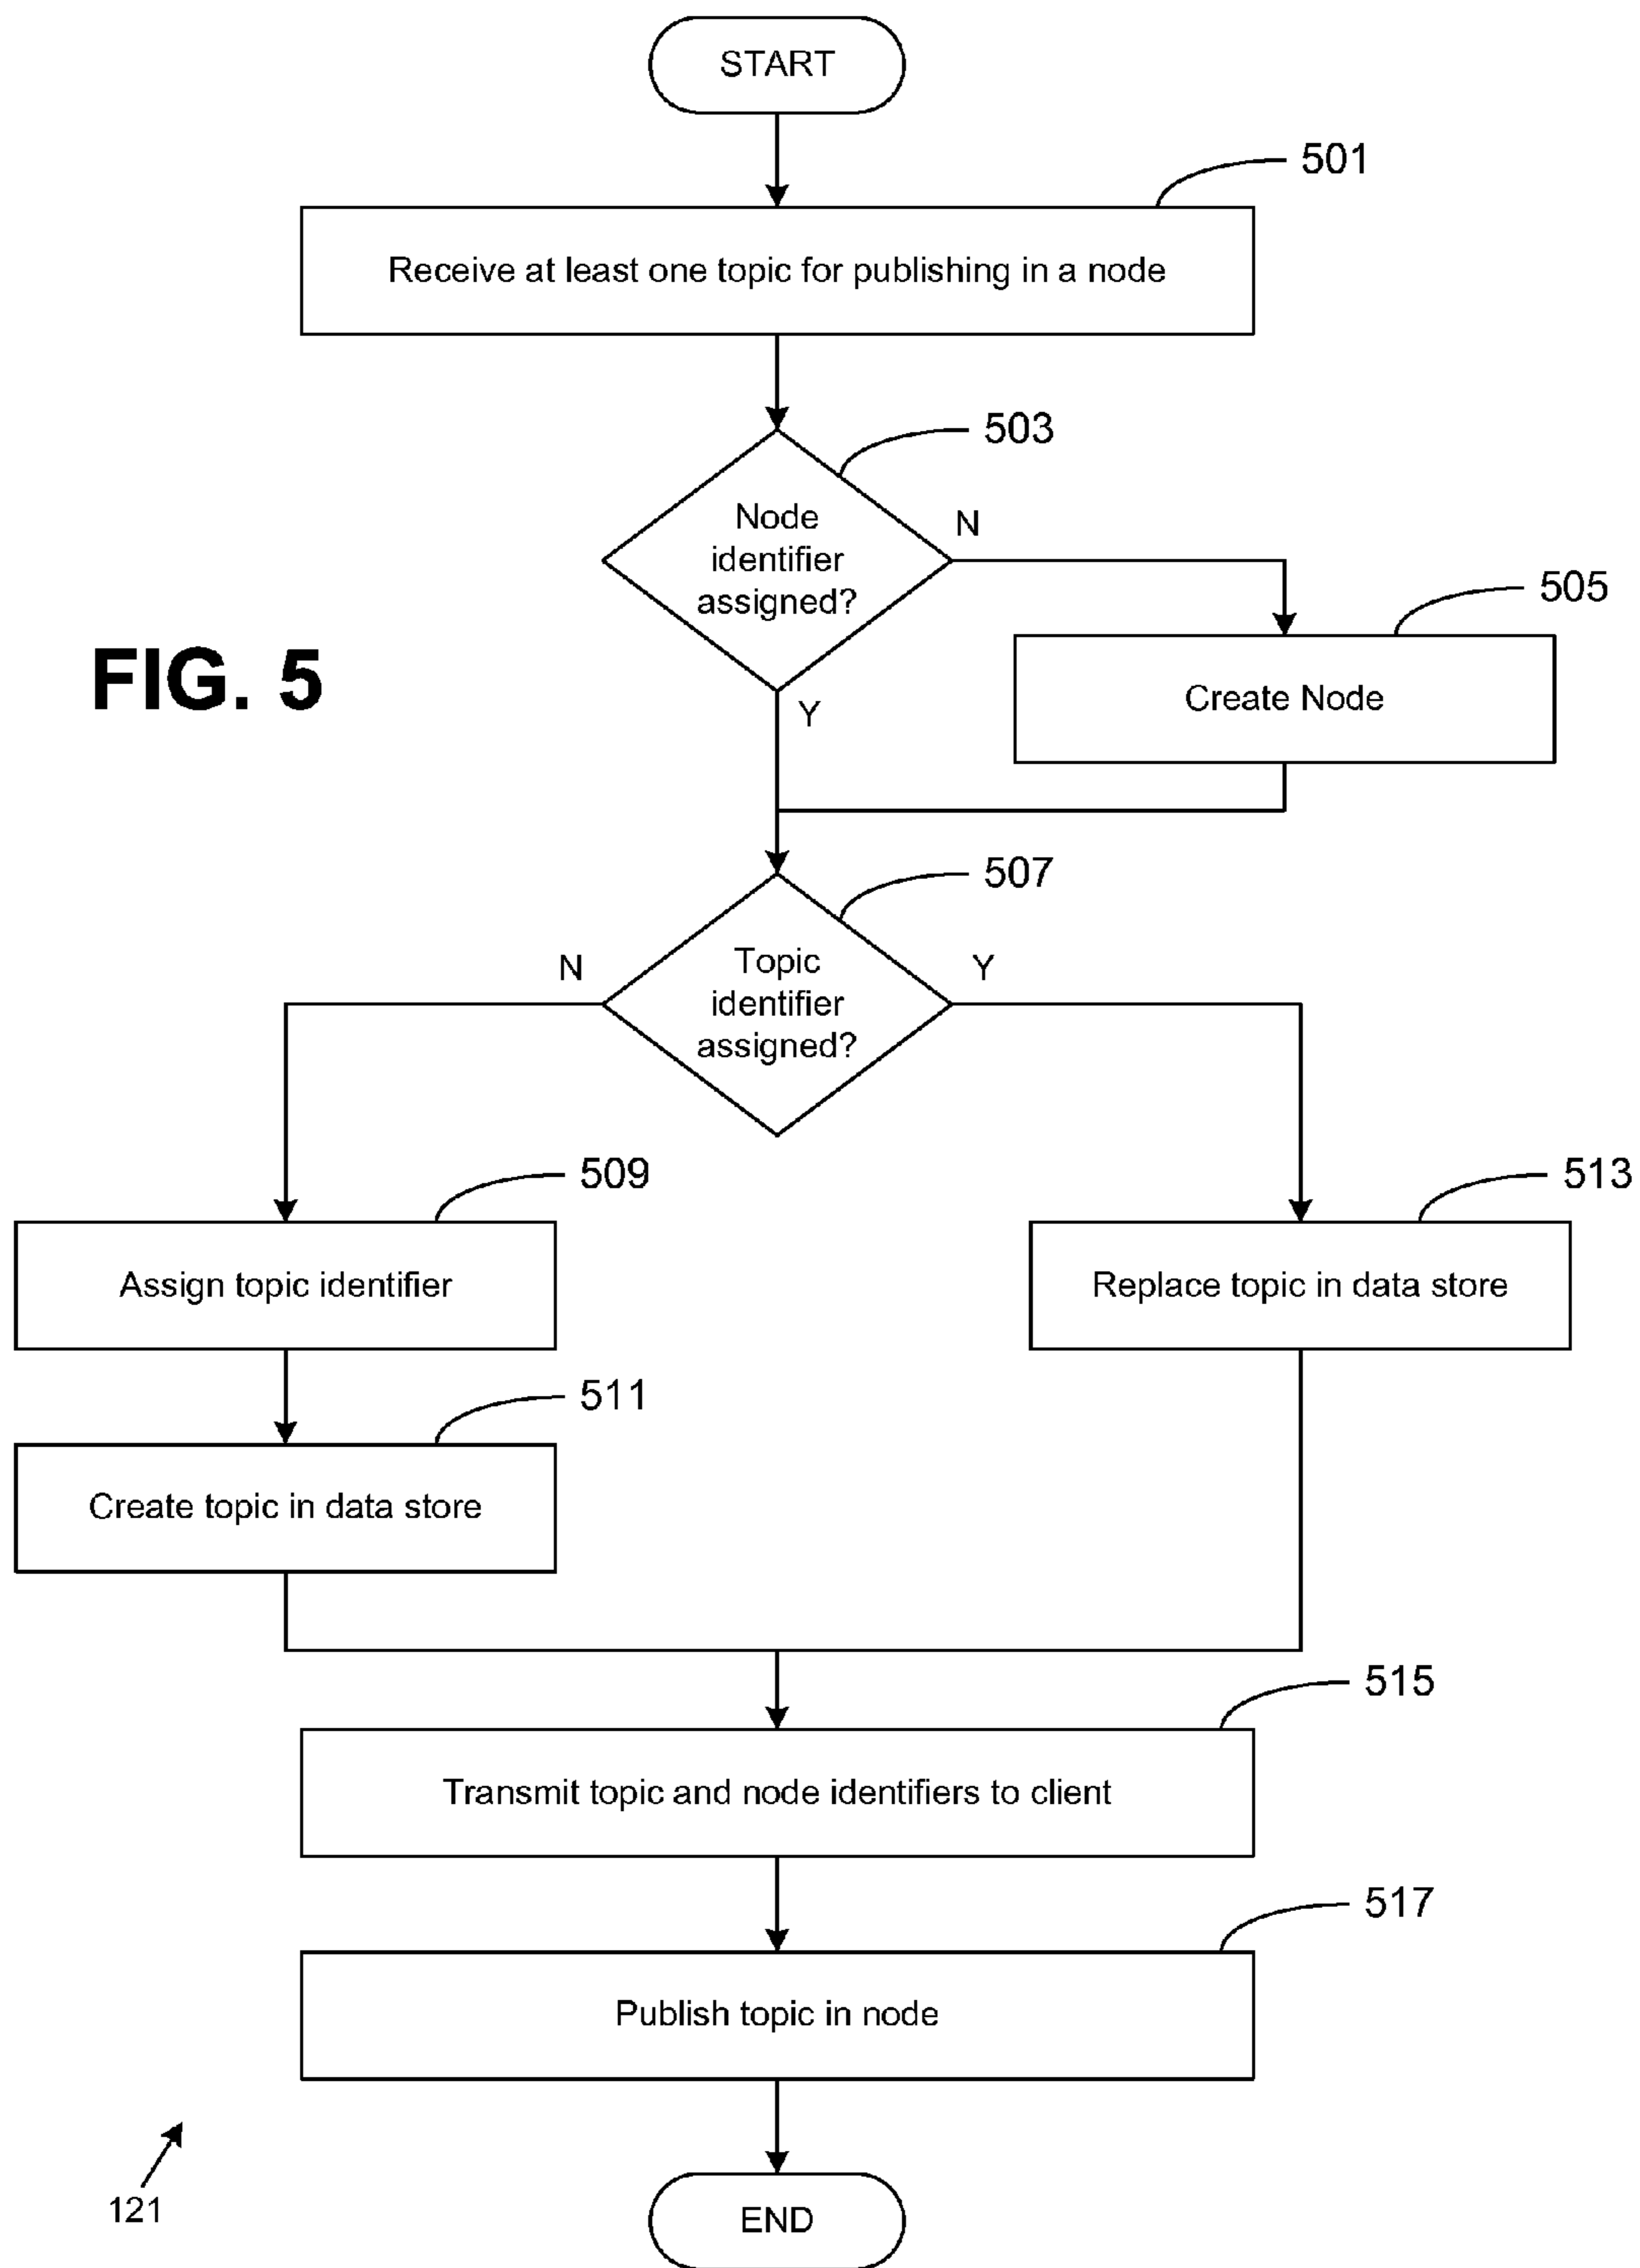 START
501
Receive at least one topic for publishing in a node
503
Node
identifier
assigned?
N
505
FIG. 5
Create Node
Y
507
N
Topic
identifier
assigned?
Y
509
513
Assign topic identifier
Replace topic in data store
511
Create topic in data store
515
Transmit topic and node identifiers to client
517
Publish topic in node
121
END